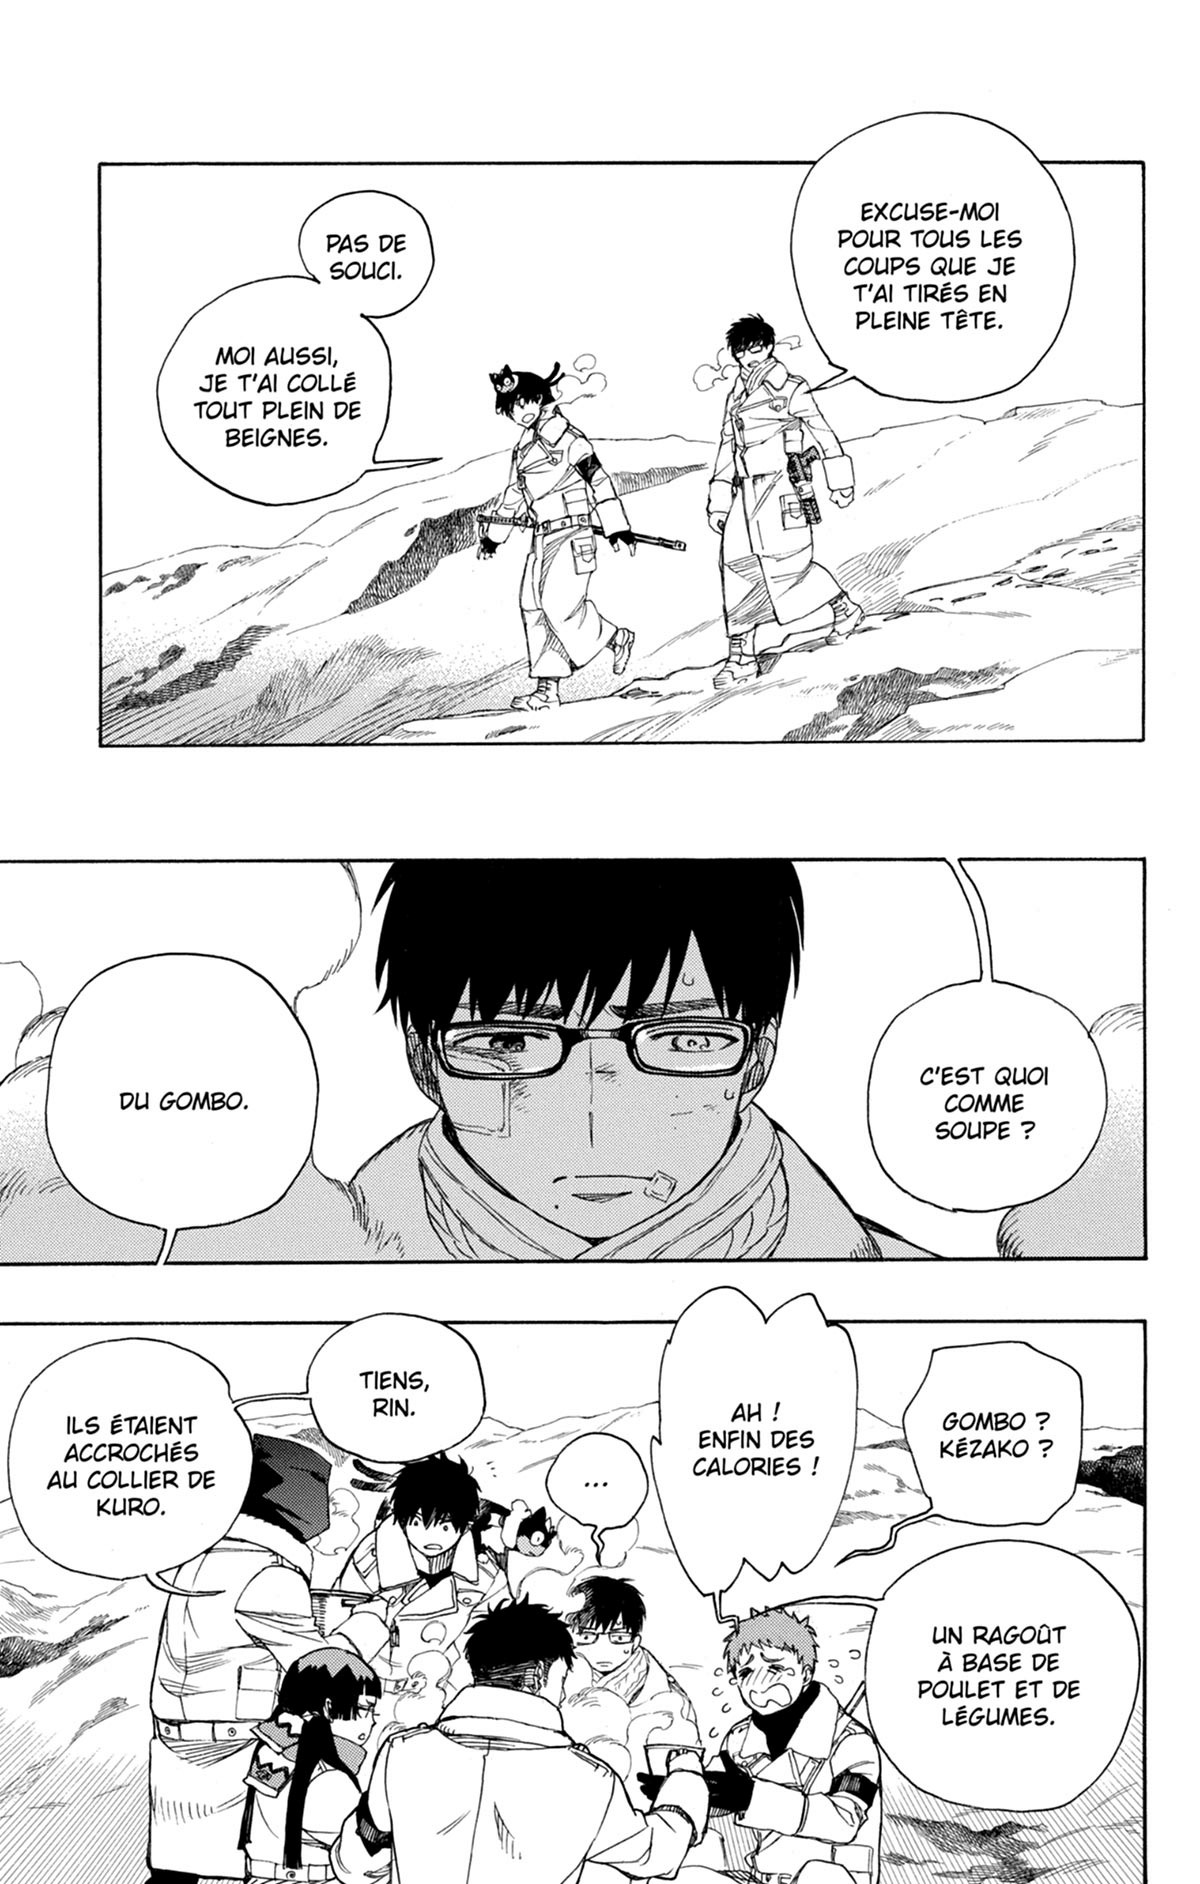 EXCUSE-MOI
POUR TOUS LES
COUPS QUE JE
T'AI TIRÉS EN
PLEINE TÊTE.
PAS DE
SOUCI.
MOI AUSSI,
JE T'AI COLLÉ
TOUT PLEIN DE
BEIGNES.
C'EST QUOI
COMME
SOUPE ?
DU GOMBO.
GOMBO ?
KÉZAKO ?
UN RAGOÛT
À BASE DE
POULET ET DE
LÉGUMES.
AH !
ENFIN DES
CALORIES !
...
TIENS,
RIN.
ILS ÉTAIENT
ACCROCHÉS
AU COLLIER DE
KURO.